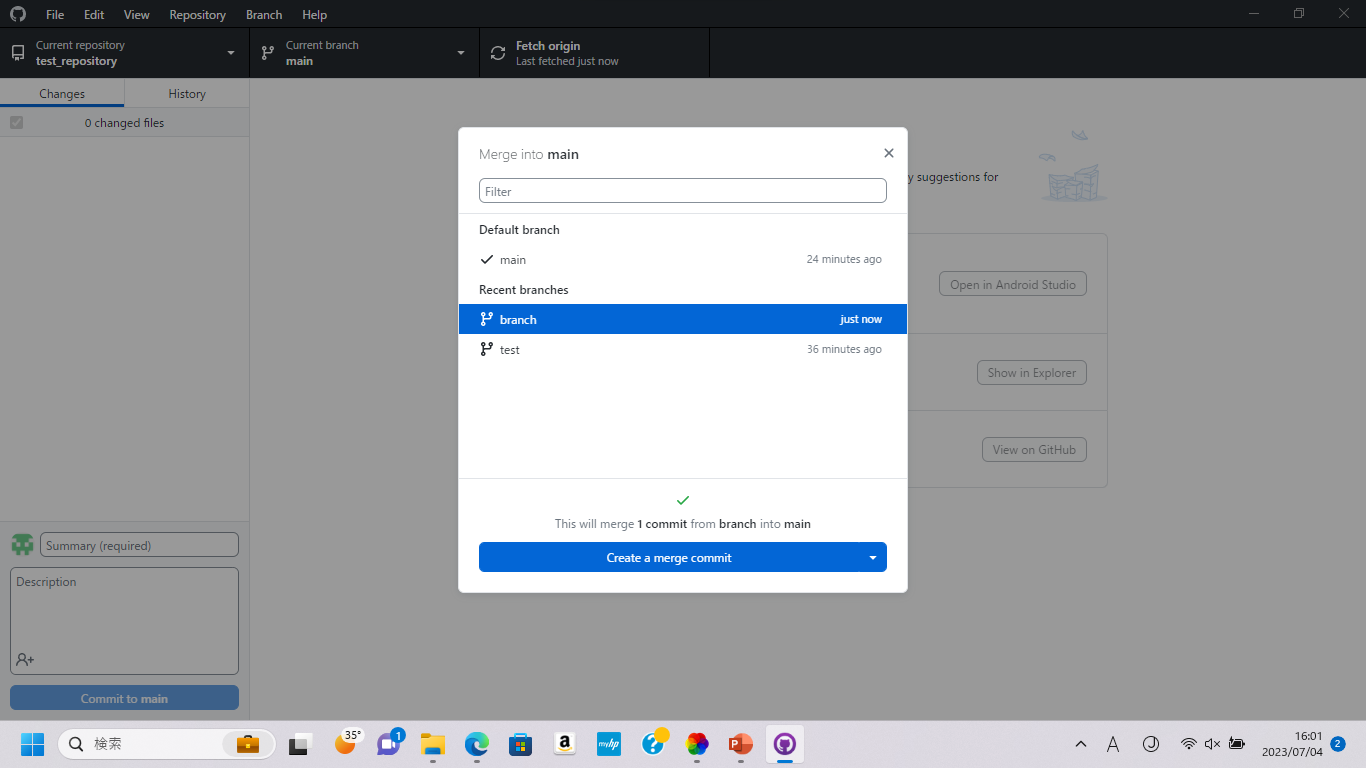 File Edit View Repository Branch Help
Current repository
test_repository
Current branch
main
Fetch origin
Last fetched just now
Changes
History
0 changed files
Merge into main
Filter
Default branch
main
24 minutes ago
Recent branches
branch
just now
test
36 minutes ago
This will merge 1 commit from branch into main
Create a merge commit
y suggestions for
Open in Android Studio
Show in Explorer
View on GitHub
Summary (required)
Description
Commit to main
検索
35°
1
a
myhp
?
P
A
J
16:01
2023/07/04
2